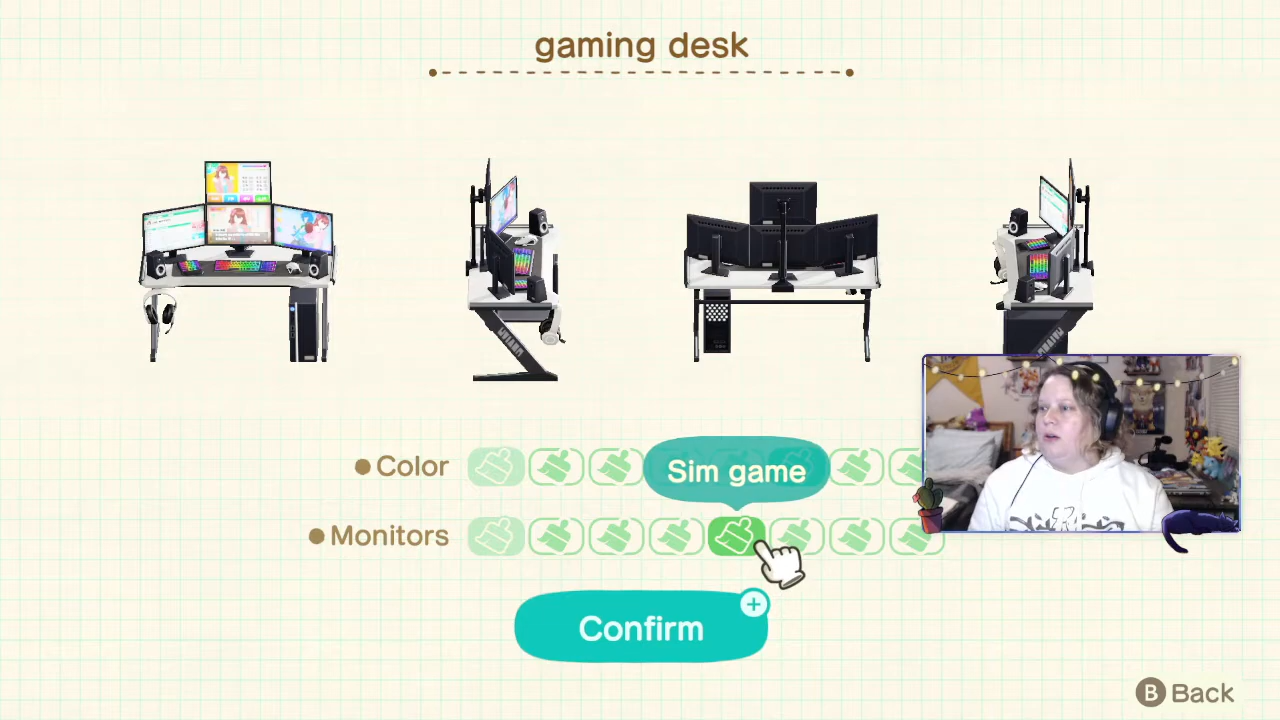 gaming desk
Color
Sim game
Monitors
Confirm
B Back